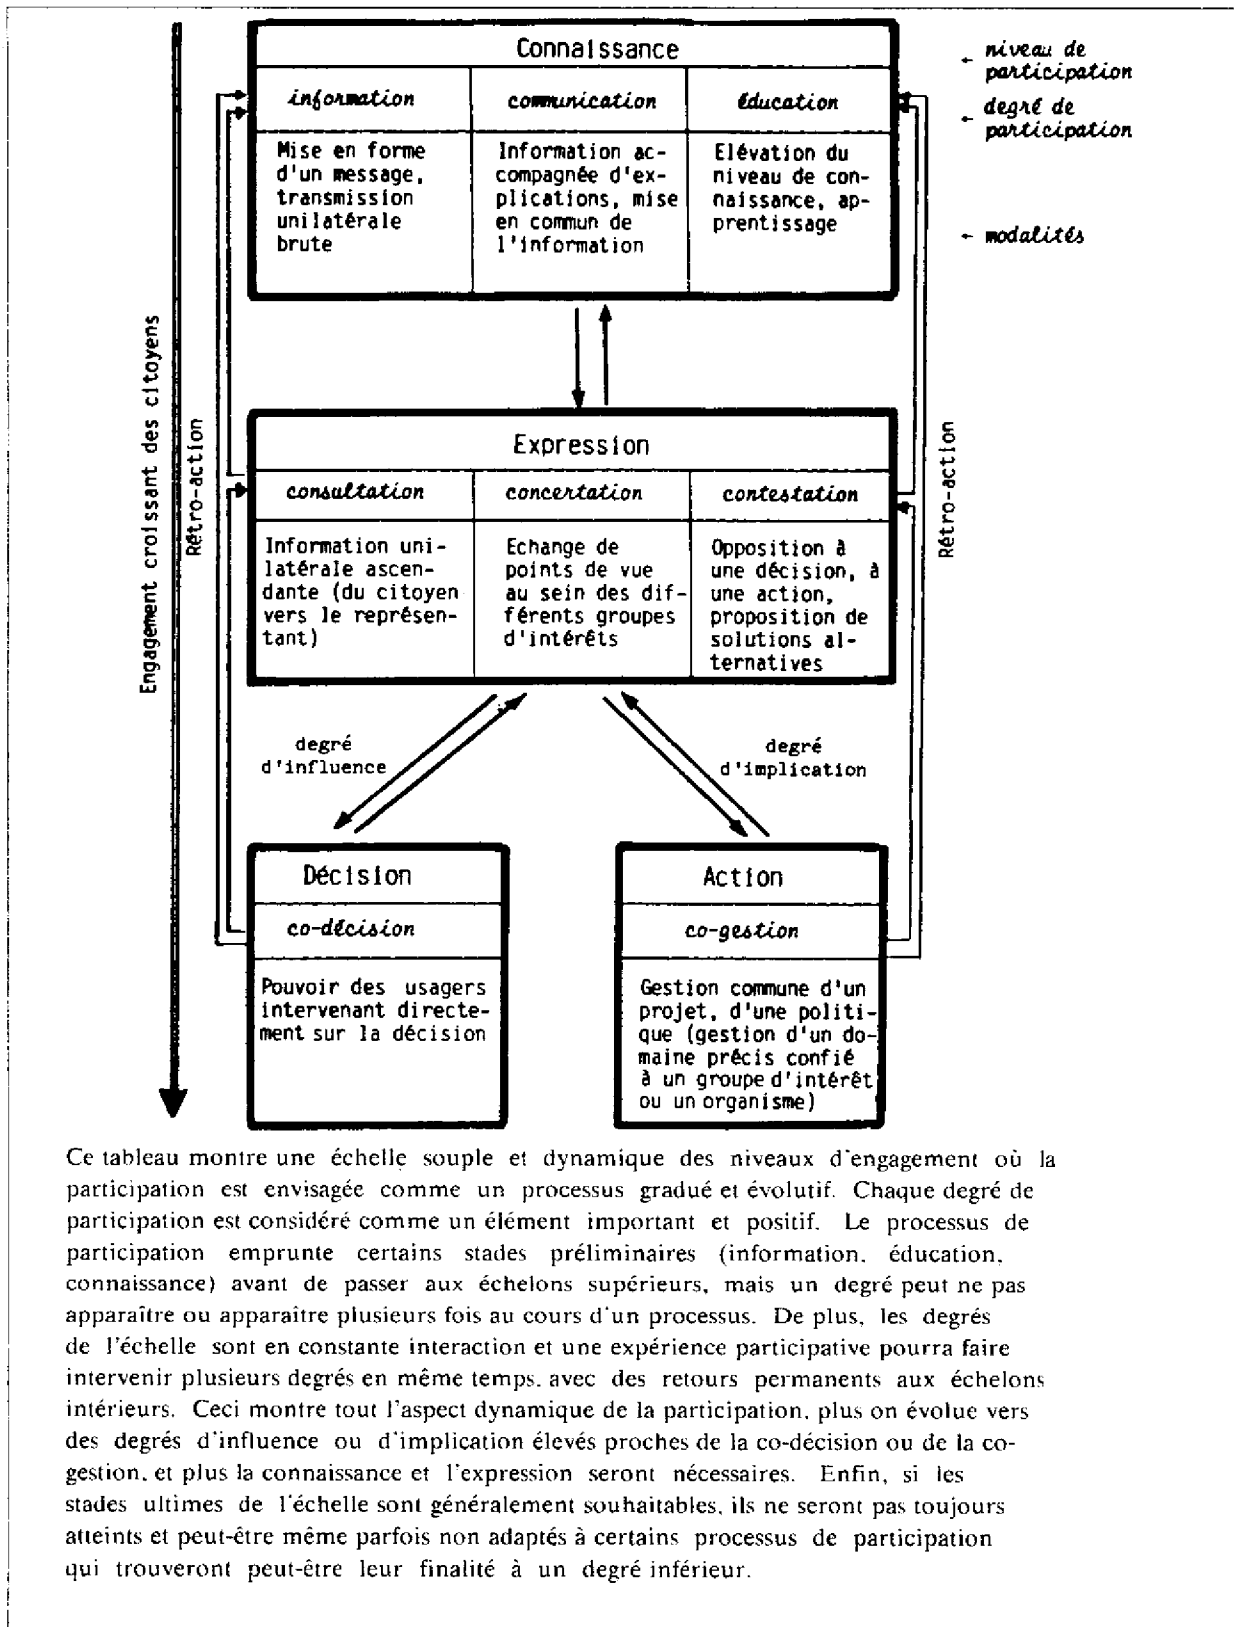 Connaissance
← niveau de
participation
information
communication
éducation
← degré de
participation
Mise en forme
d'un message,
transmission
unilatérale
brute
Information ac-
compagnée d'ex-
plications, mise
en commun de
l'information
Elévation du
niveau de con-
naissance, ap-
prentissage
← modalités
Engagement croissant des citoyens
Rétro-action
Rétro-action
Expression
consultation
concertation
contestation
Information uni-
latérale ascen-
dante (du citoyen
vers le représen-
tant)
Echange de
points de vue
au sein des dif-
férents groupes
d'intérêts
Opposition à
une décision, à
une action,
proposition de
solutions al-
ternatives
degré
d'influence
degré
d'implication
Décision
co-décision
Pouvoir des usagers
intervenant directe-
ment sur la décision
Action
co-gestion
Gestion commune d'un
projet, d'une politi-
que (gestion d'un do-
maine précis confié
à un groupe d'intérêt
ou un organisme)
Ce tableau montre une échelle souple et dynamique des niveaux d'engagement où la
participation est envisagée comme un processus gradué et évolutif. Chaque degré de
participation est considéré comme un élément important et positif. Le processus de
participation emprunte certains stades préliminaires (information, éducation,
connaissance) avant de passer aux échelons supérieurs, mais un degré peut ne pas
apparaître ou apparaître plusieurs fois au cours d'un processus. De plus, les degrés
de l'échelle sont en constante interaction et une expérience participative pourra faire
intervenir plusieurs degrés en même temps, avec des retours permanents aux échelons
intérieurs. Ceci montre tout l'aspect dynamique de la participation, plus on évolue vers
des degrés d'influence ou d'implication élevés proches de la co-décision ou de la co-
gestion, et plus la connaissance et l'expression seront nécessaires. Enfin, si les
stades ultimes de l'échelle sont généralement souhaitables, ils ne seront pas toujours
atteints et peut-être même parfois non adaptés à certains processus de participation
qui trouveront peut-être leur finalité à un degré inférieur.